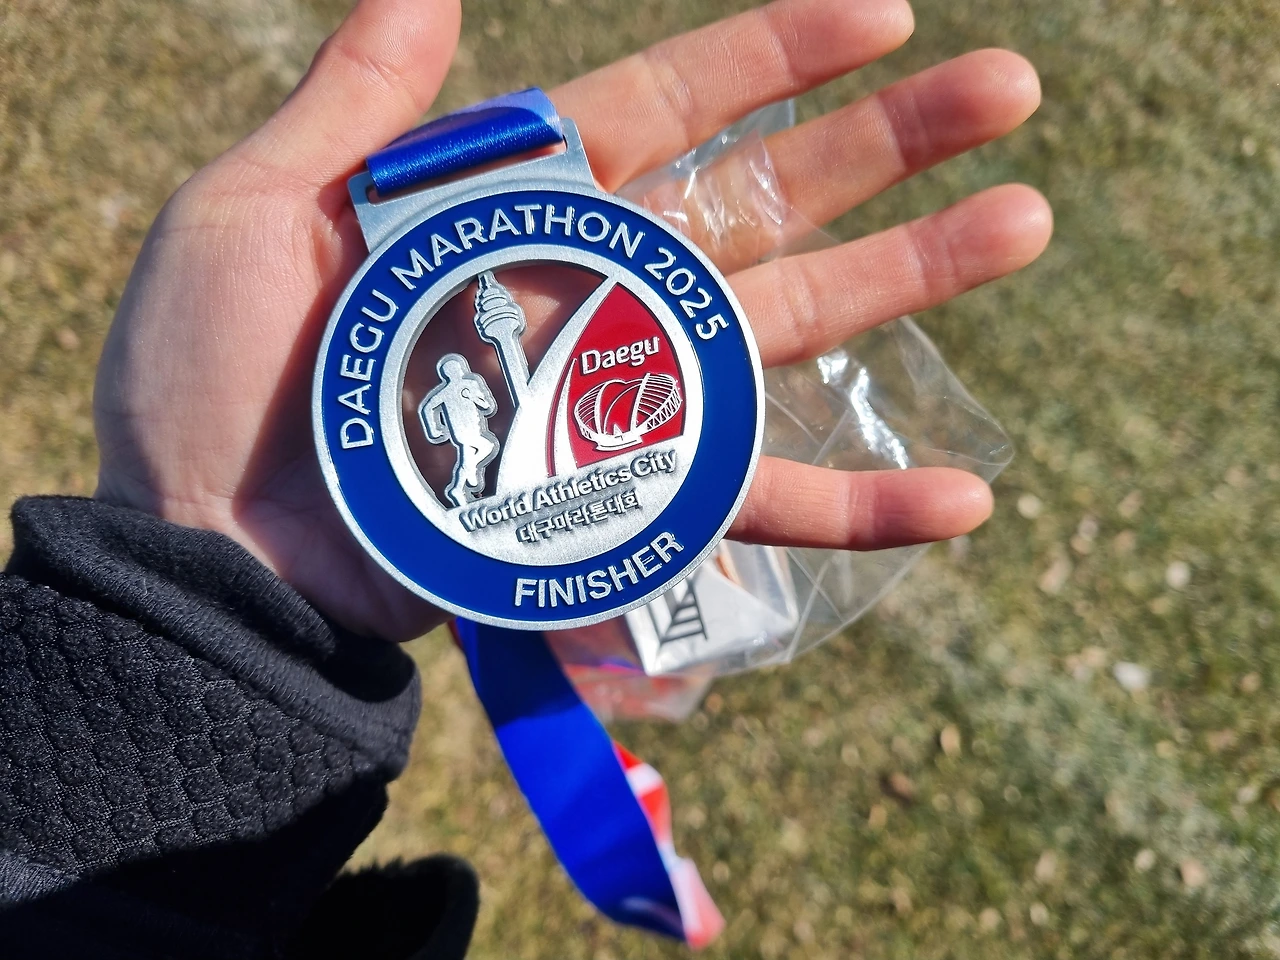 DAEGU MARATHON 2025
Daegu
World Athletics City
대구마라톤대회
FINISHER